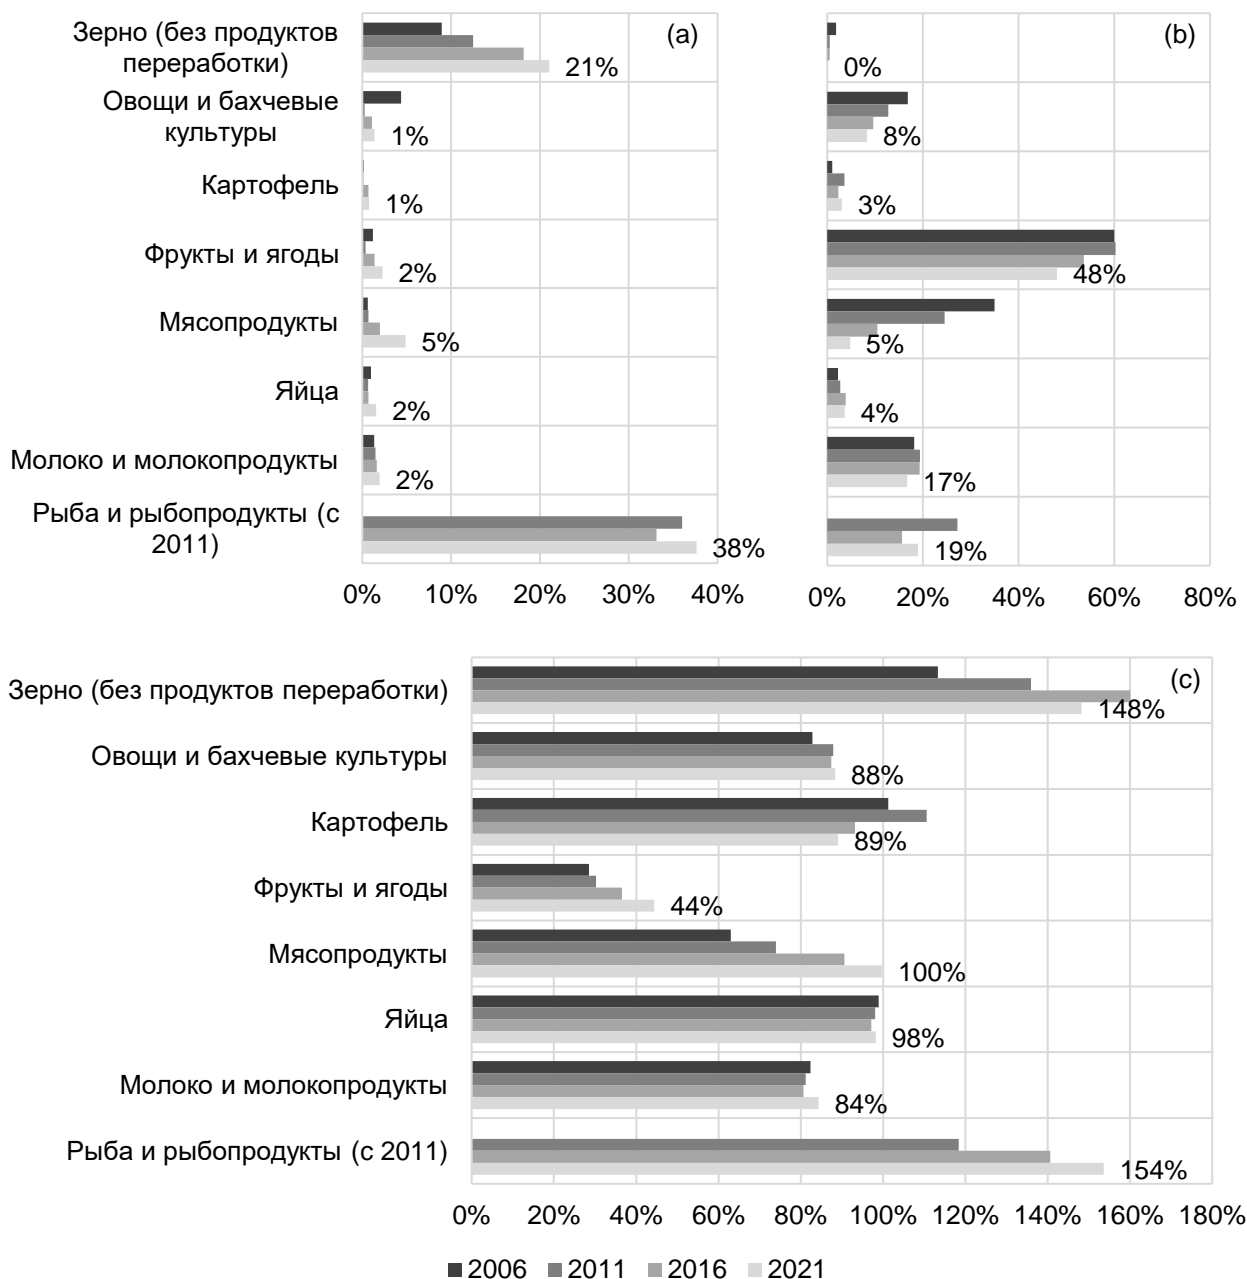 Зерно (без продуктов
переработки)
(a)
21%
Овощи и бахчевые
культуры
1%
Картофель
1%
Фрукты и ягоды
2%
Мясопродукты
5%
Яйца
2%
Молоко и молокопродукты
2%
Рыба и рыбопродукты (с
2011)
38%
0% 10% 20% 30% 40%
(b)
0%
8%
3%
48%
5%
4%
17%
19%
0% 20% 40% 60% 80%
Зерно (без продуктов переработки)
(c)
148%
Овощи и бахчевые культуры
88%
Картофель
89%
Фрукты и ягоды
44%
Мясопродукты
100%
Яйца
98%
Молоко и молокопродукты
84%
Рыба и рыбопродукты (с 2011)
154%
0% 20% 40% 60% 80% 100% 120% 140% 160% 180%
2006 2011 2016 2021